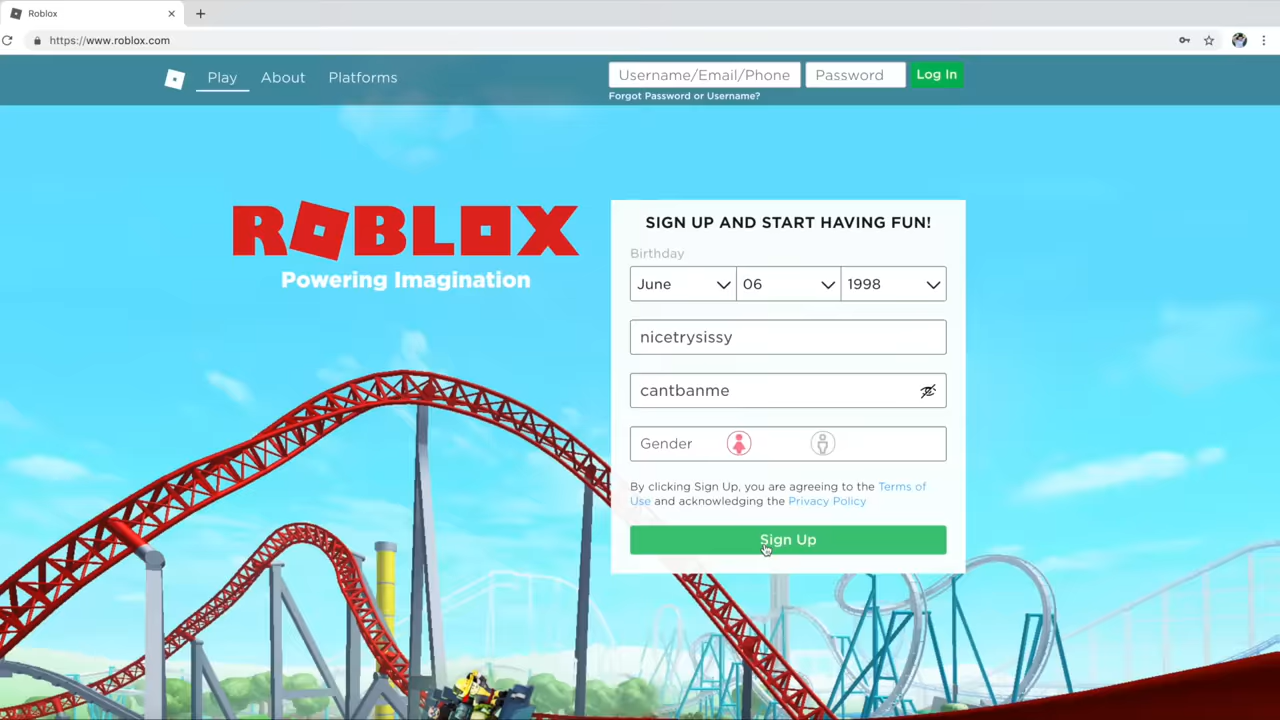 Roblox
https://www.roblox.com
Play About Platforms
Username/Email/Phone Password Log In
Forgot Password or Username?
ROBLOX
Powering Imagination
SIGN UP AND START HAVING FUN!
Birthday
June 06 1998
nicetrysissy
cantbanme
Gender
By clicking Sign Up, you are agreeing to the Terms of
Use and acknowledging the Privacy Policy
Sign Up